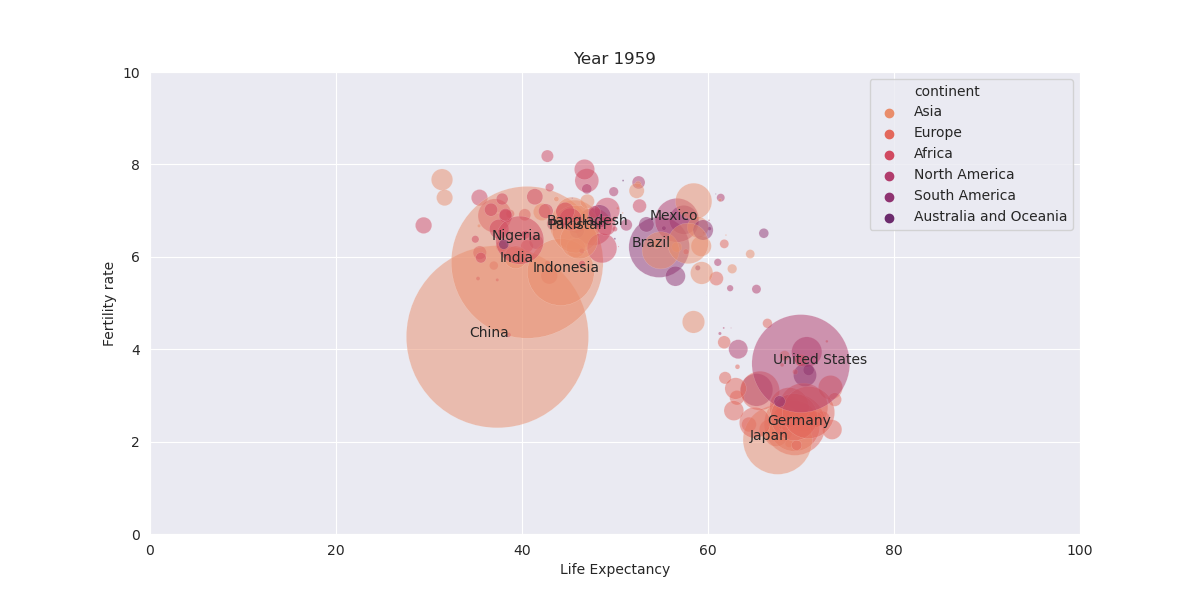 Year 1959
10
8
6
4
2
0
Fertility rate
continent
Asia
Europe
Africa
North America
South America
Australia and Oceania
Mexico
Bangladesh
Pakistan
Nigeria
Brazil
India
Indonesia
China
United States
Germany
Japan
0 20 40 60 80 100
Life Expectancy